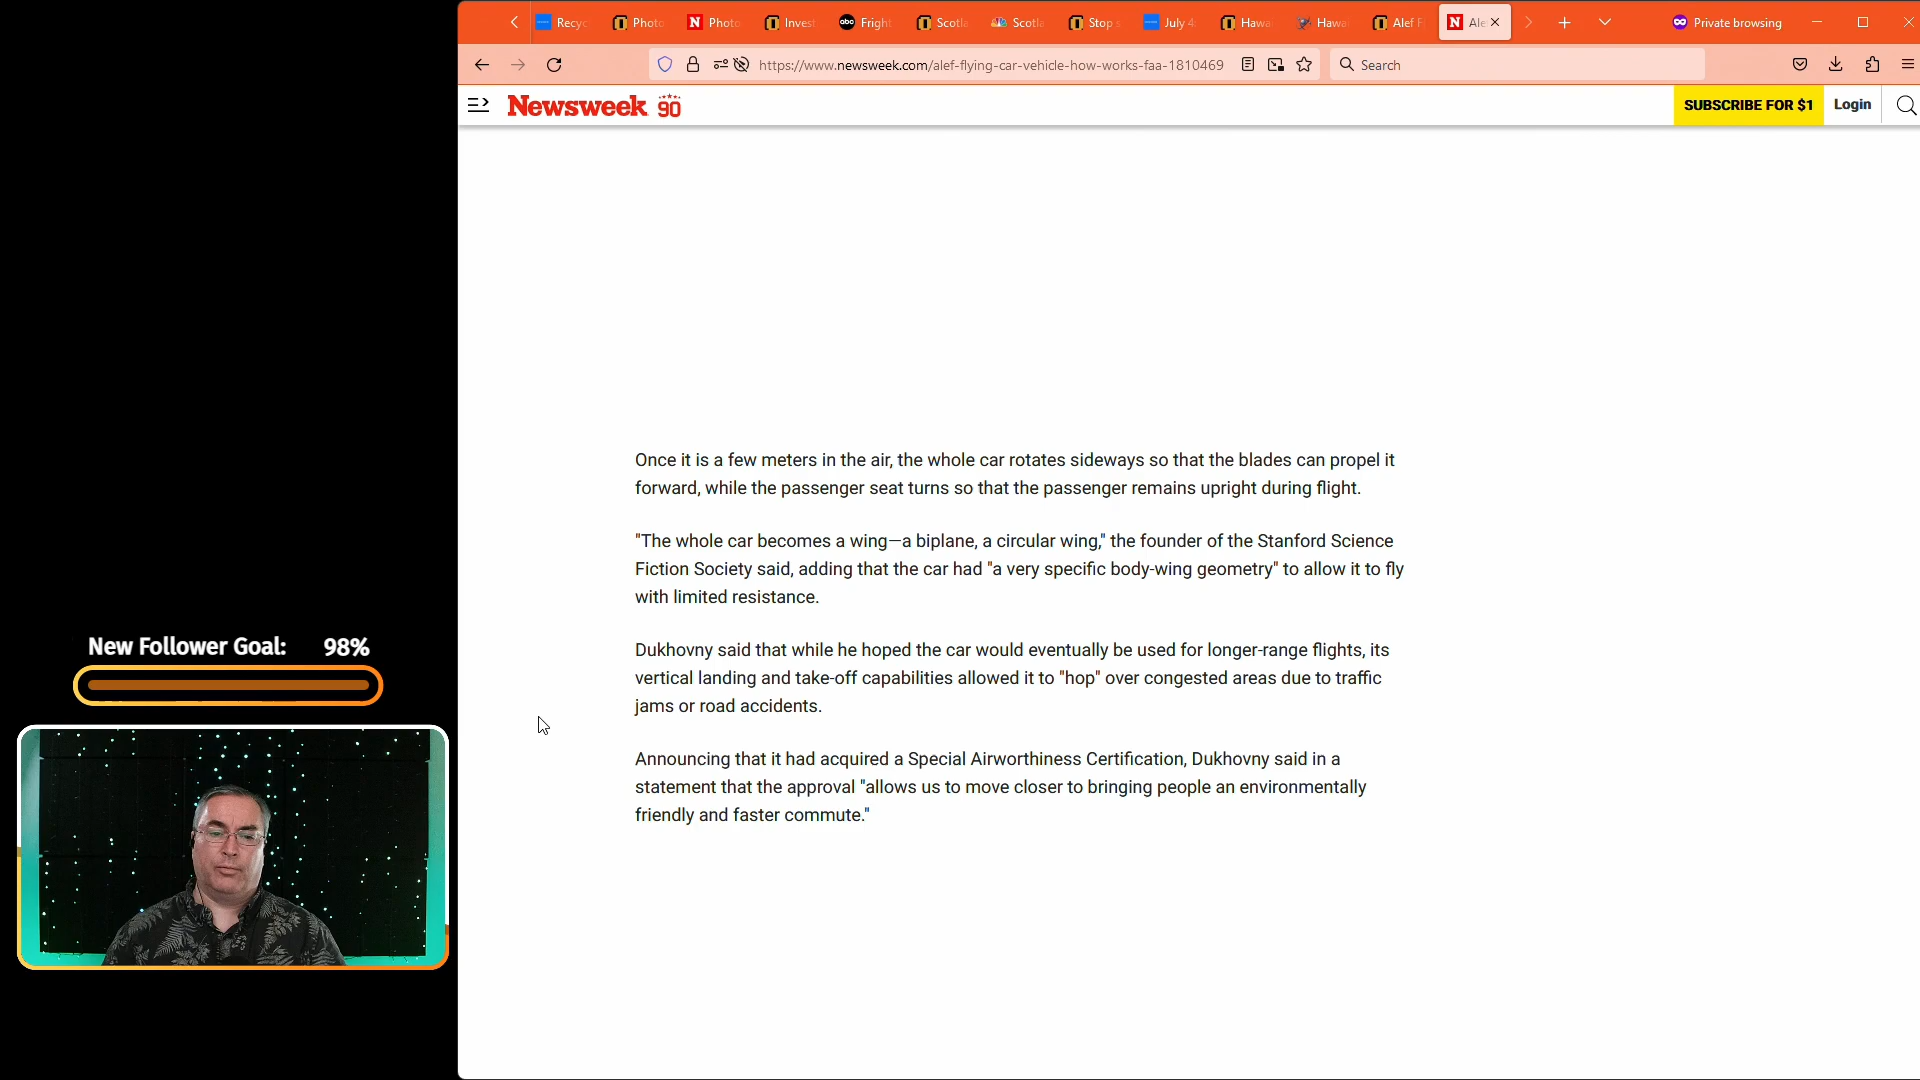 Recyc
Photo
Photo
Invest
abc
Fright
Scotla
Scotla
Stop s
July 4
Hawa
Hawa
Alef F
N
Ale
Private browsing
https://www.newsweek.com/alef-flying-car-vehicle-how-works-faa-1810469
Search
Newsweek 90
SUBSCRIBE FOR $1
Login
Once it is a few meters in the air, the whole car rotates sideways so that the blades can propel it
forward, while the passenger seat turns so that the passenger remains upright during flight.
"The whole car becomes a wing—a biplane, a circular wing," the founder of the Stanford Science
Fiction Society said, adding that the car had "a very specific body-wing geometry" to allow it to fly
with limited resistance.
Dukhovny said that while he hoped the car would eventually be used for longer-range flights, its
vertical landing and take-off capabilities allowed it to "hop" over congested areas due to traffic
jams or road accidents.
Announcing that it had acquired a Special Airworthiness Certification, Dukhovny said in a
statement that the approval "allows us to move closer to bringing people an environmentally
friendly and faster commute."
New Follower Goal: 98%